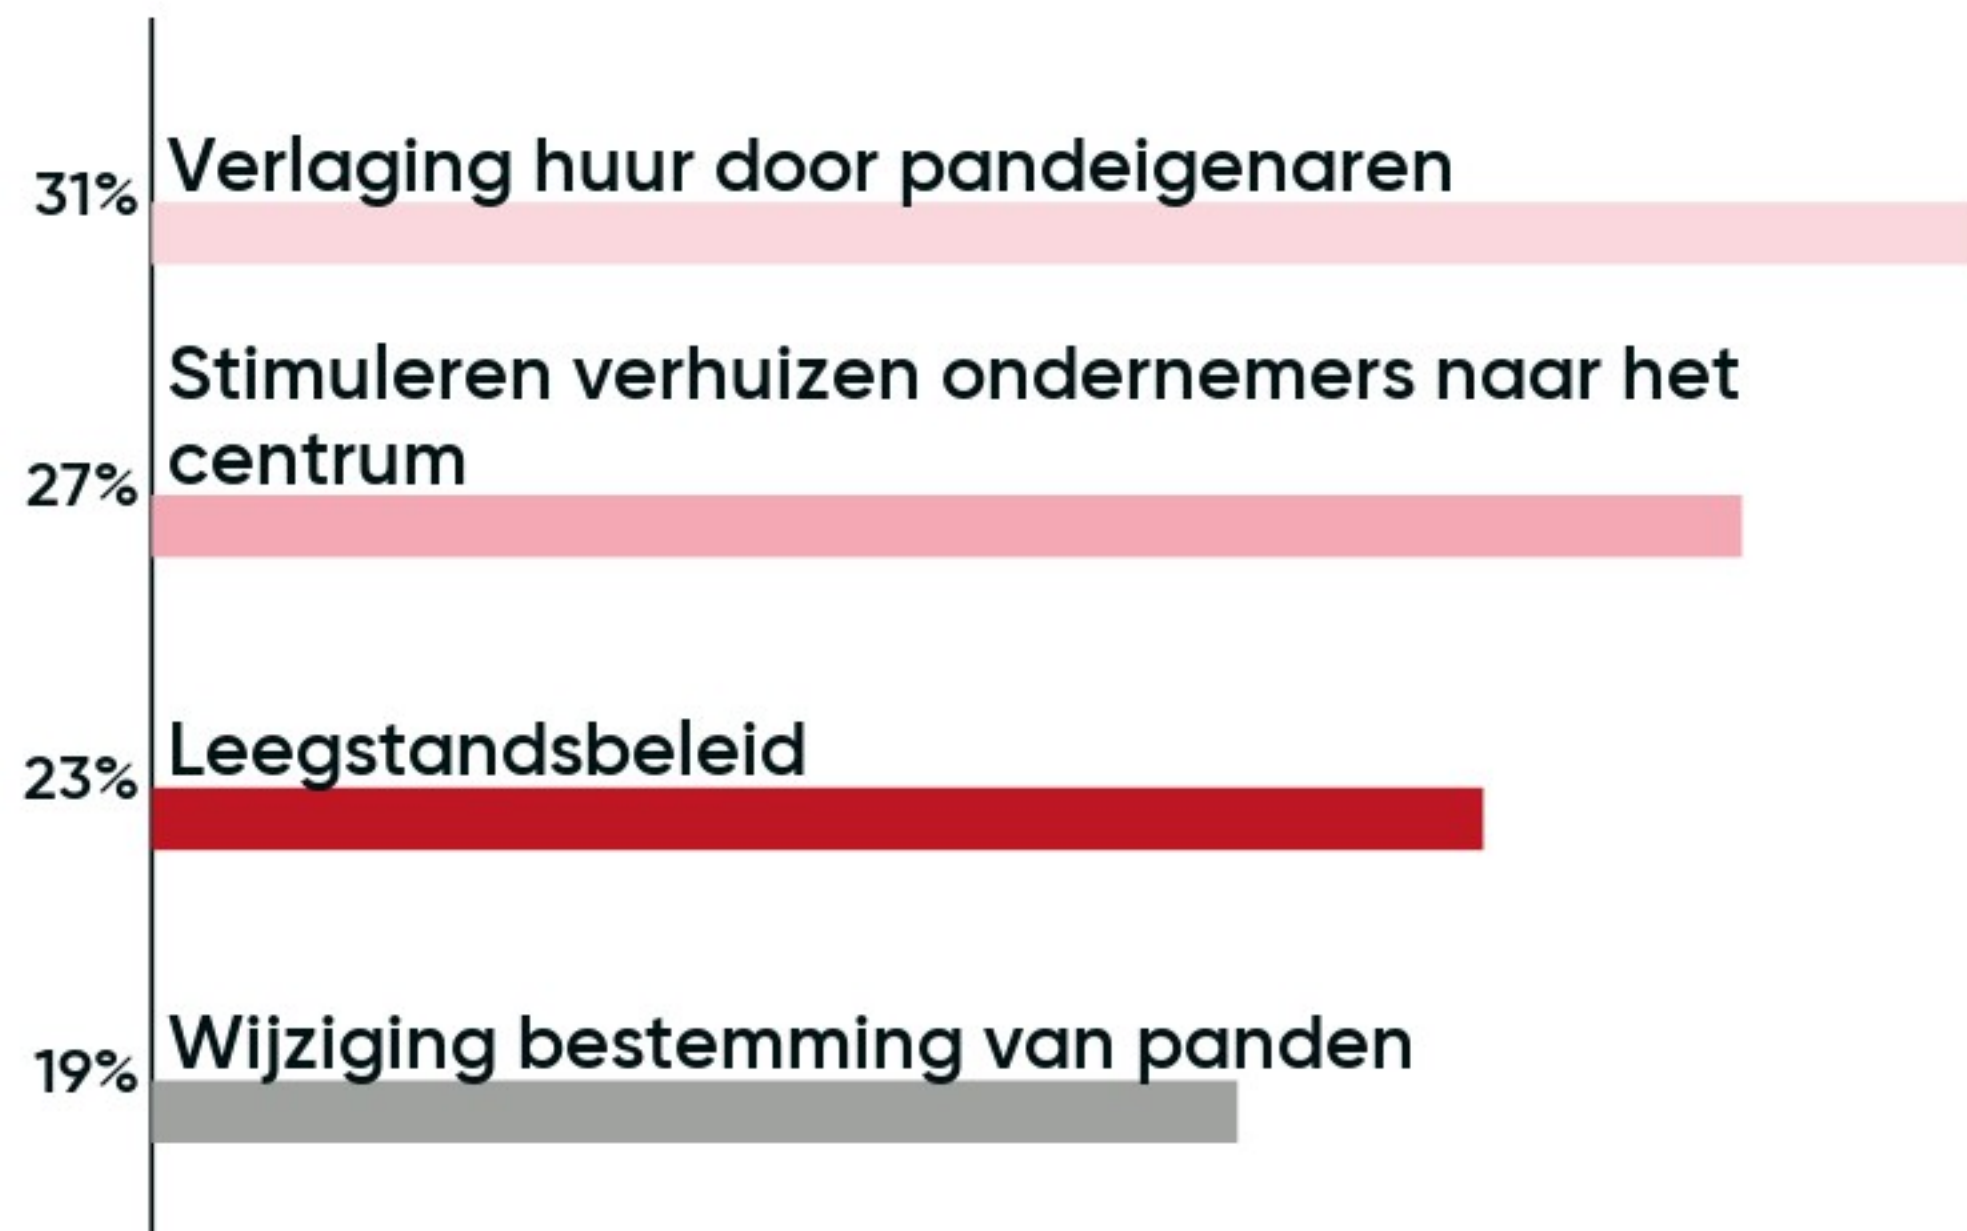 Verlaging huur door pandeigenaren
31%
Stimuleren verhuizen ondernemers naar het
centrum
27%
Leegstandsbeleid
23%
Wijziging bestemming van panden
19%